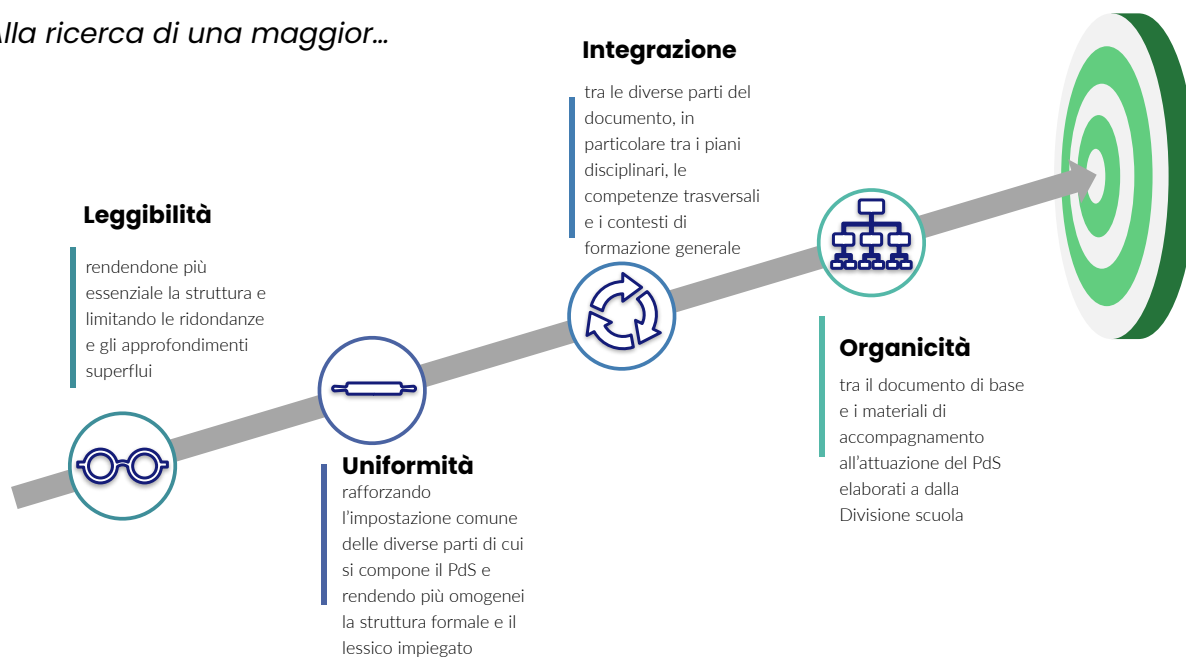 Alla ricerca di una maggior…
Leggibilità
rendendone più
essenziale la struttura e
limitando le ridondanze
e gli approfondimenti
superflui
Uniformità
rafforzando
l’impostazione comune
delle diverse parti di cui
si compone il PdS e
rendendo più omogenei
la struttura formale e il
lessico impiegato
Integrazione
tra le diverse parti del
documento, in
particolare tra i piani
disciplinari, le
competenze trasversali
e i contesti di
formazione generale
Organicità
tra il documento di base
e i materiali di
accompagnamento
all’attuazione del PdS
elaborati a dalla
Divisione scuola